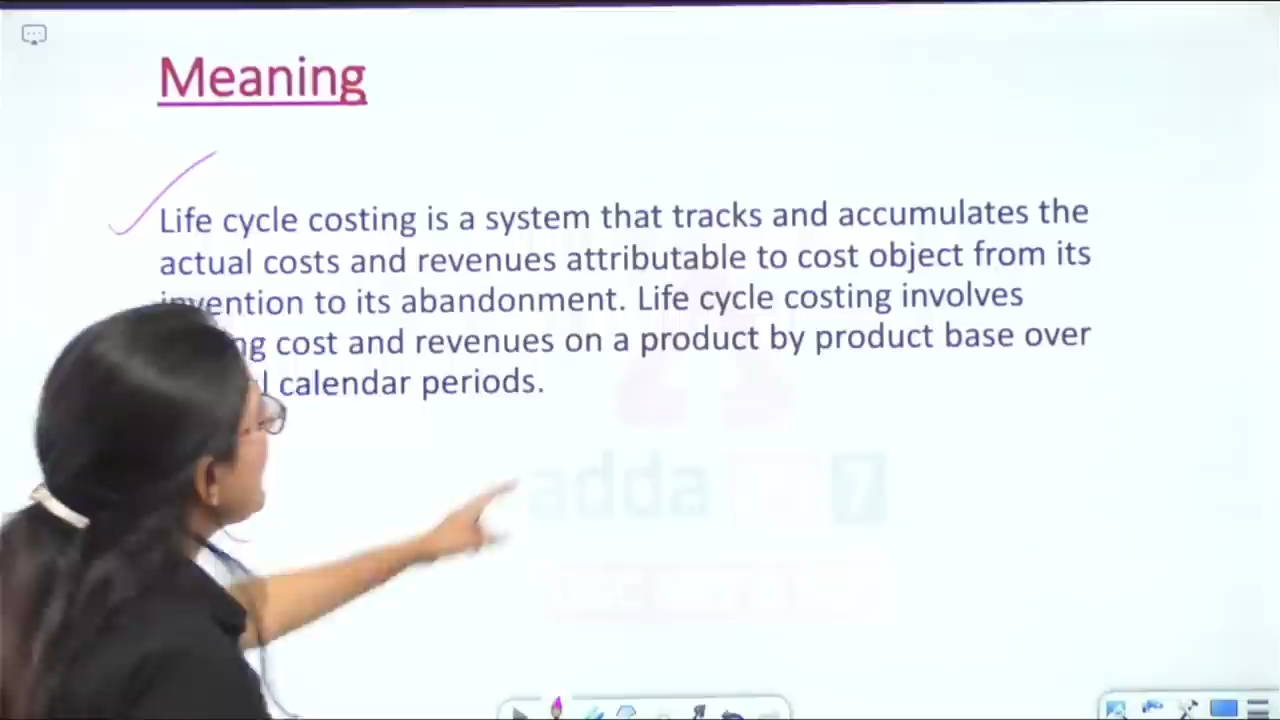 Meaning
Life cycle costing is a system that tracks and accumulates the
actual costs and revenues attributable to cost object from its
invention to its abandonment. Life cycle costing involves
cost and revenues on a product by product base over
calendar periods.
adda
7